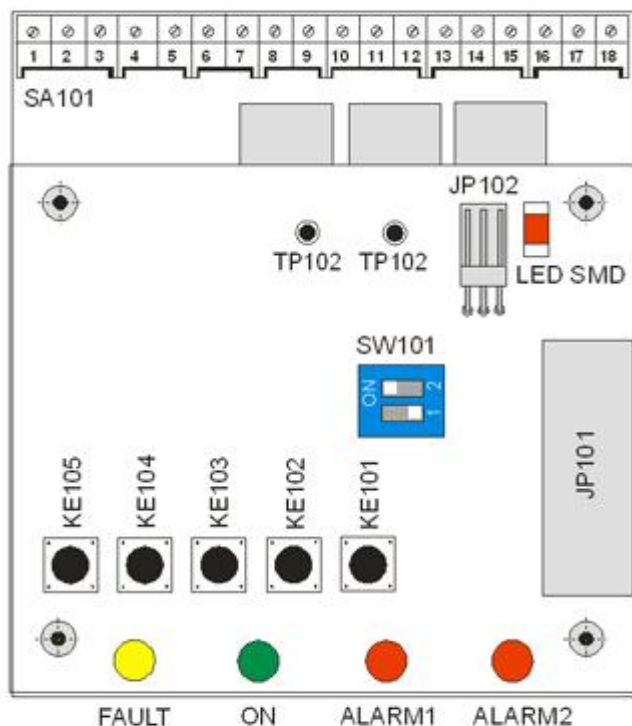 1 2 3 4 5 6 7 8 9 10 11 12 13 14 15 16 17 18
SA101
JP102
TP102 TP102
LED SMD
SW101
ON
2
1
JP101
KE105 KE104 KE103 KE102 KE101
FAULT ON ALARM1 ALARM2